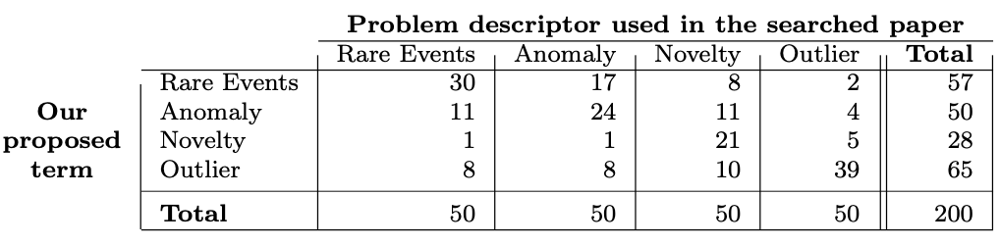 Problem descriptor used in the searched paper
Rare Events Anomaly Novelty Outlier Total
Rare Events 30 17 8 2 57
Our Anomaly 11 24 11 4 50
proposed Novelty 1 1 21 5 28
term Outlier 8 8 10 39 65
Total 50 50 50 50 200